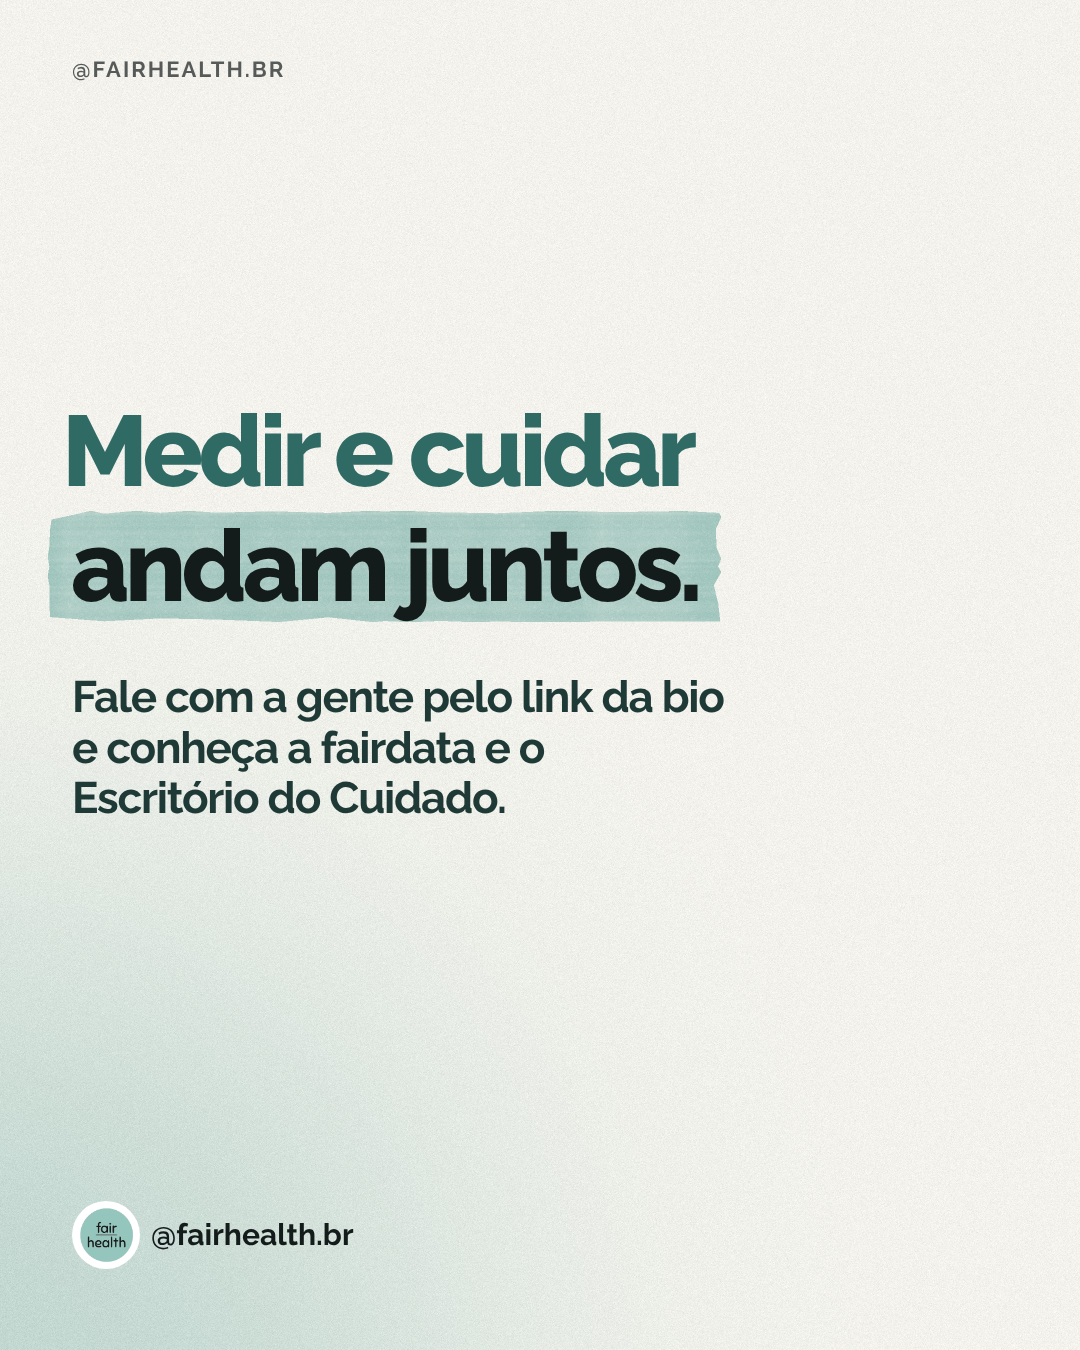 @FAIRHEALTH.BR
Medir e cuidar
andam juntos.
Fale com a gente pelo link da bio
e conheça a fairdata e o
Escritório do Cuidado.
fair
health
@fairhealth.br